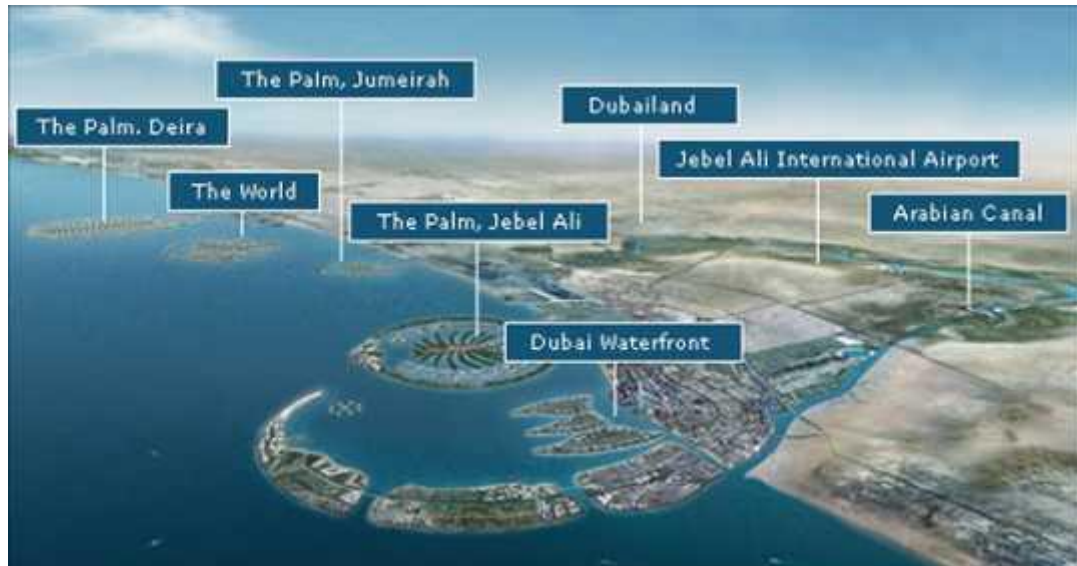 The Palm, Jumeirah
Dubailand
The Palm. Deira
Jebel Ali International Airport
The World
The Palm, Jebel Ali
Arabian Canal
Dubai Waterfront